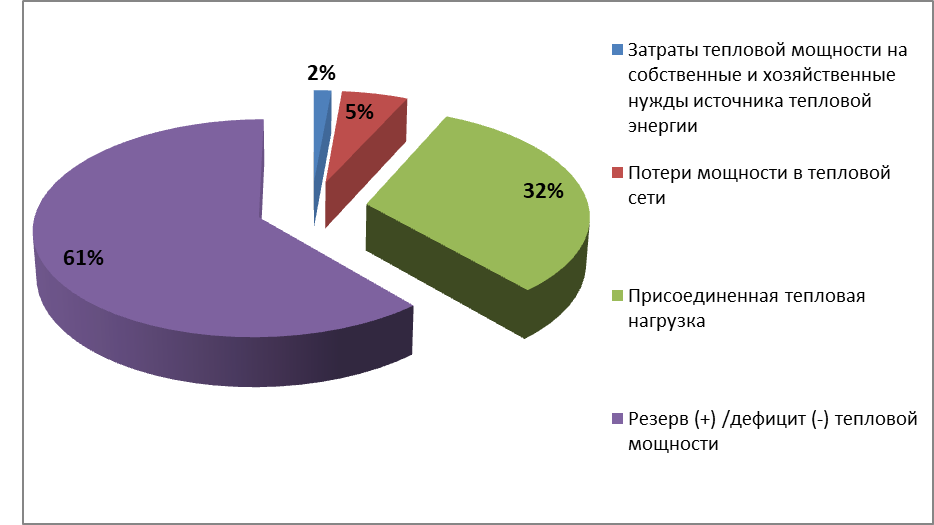 2%
5%
32%
61%
Затраты тепловой мощности на
собственные и хозяйственные
нужды источника тепловой
энергии
Потери мощности в тепловой
сети
Присоединенная тепловая
нагрузка
Резерв (+) /дефицит (-) тепловой
мощности